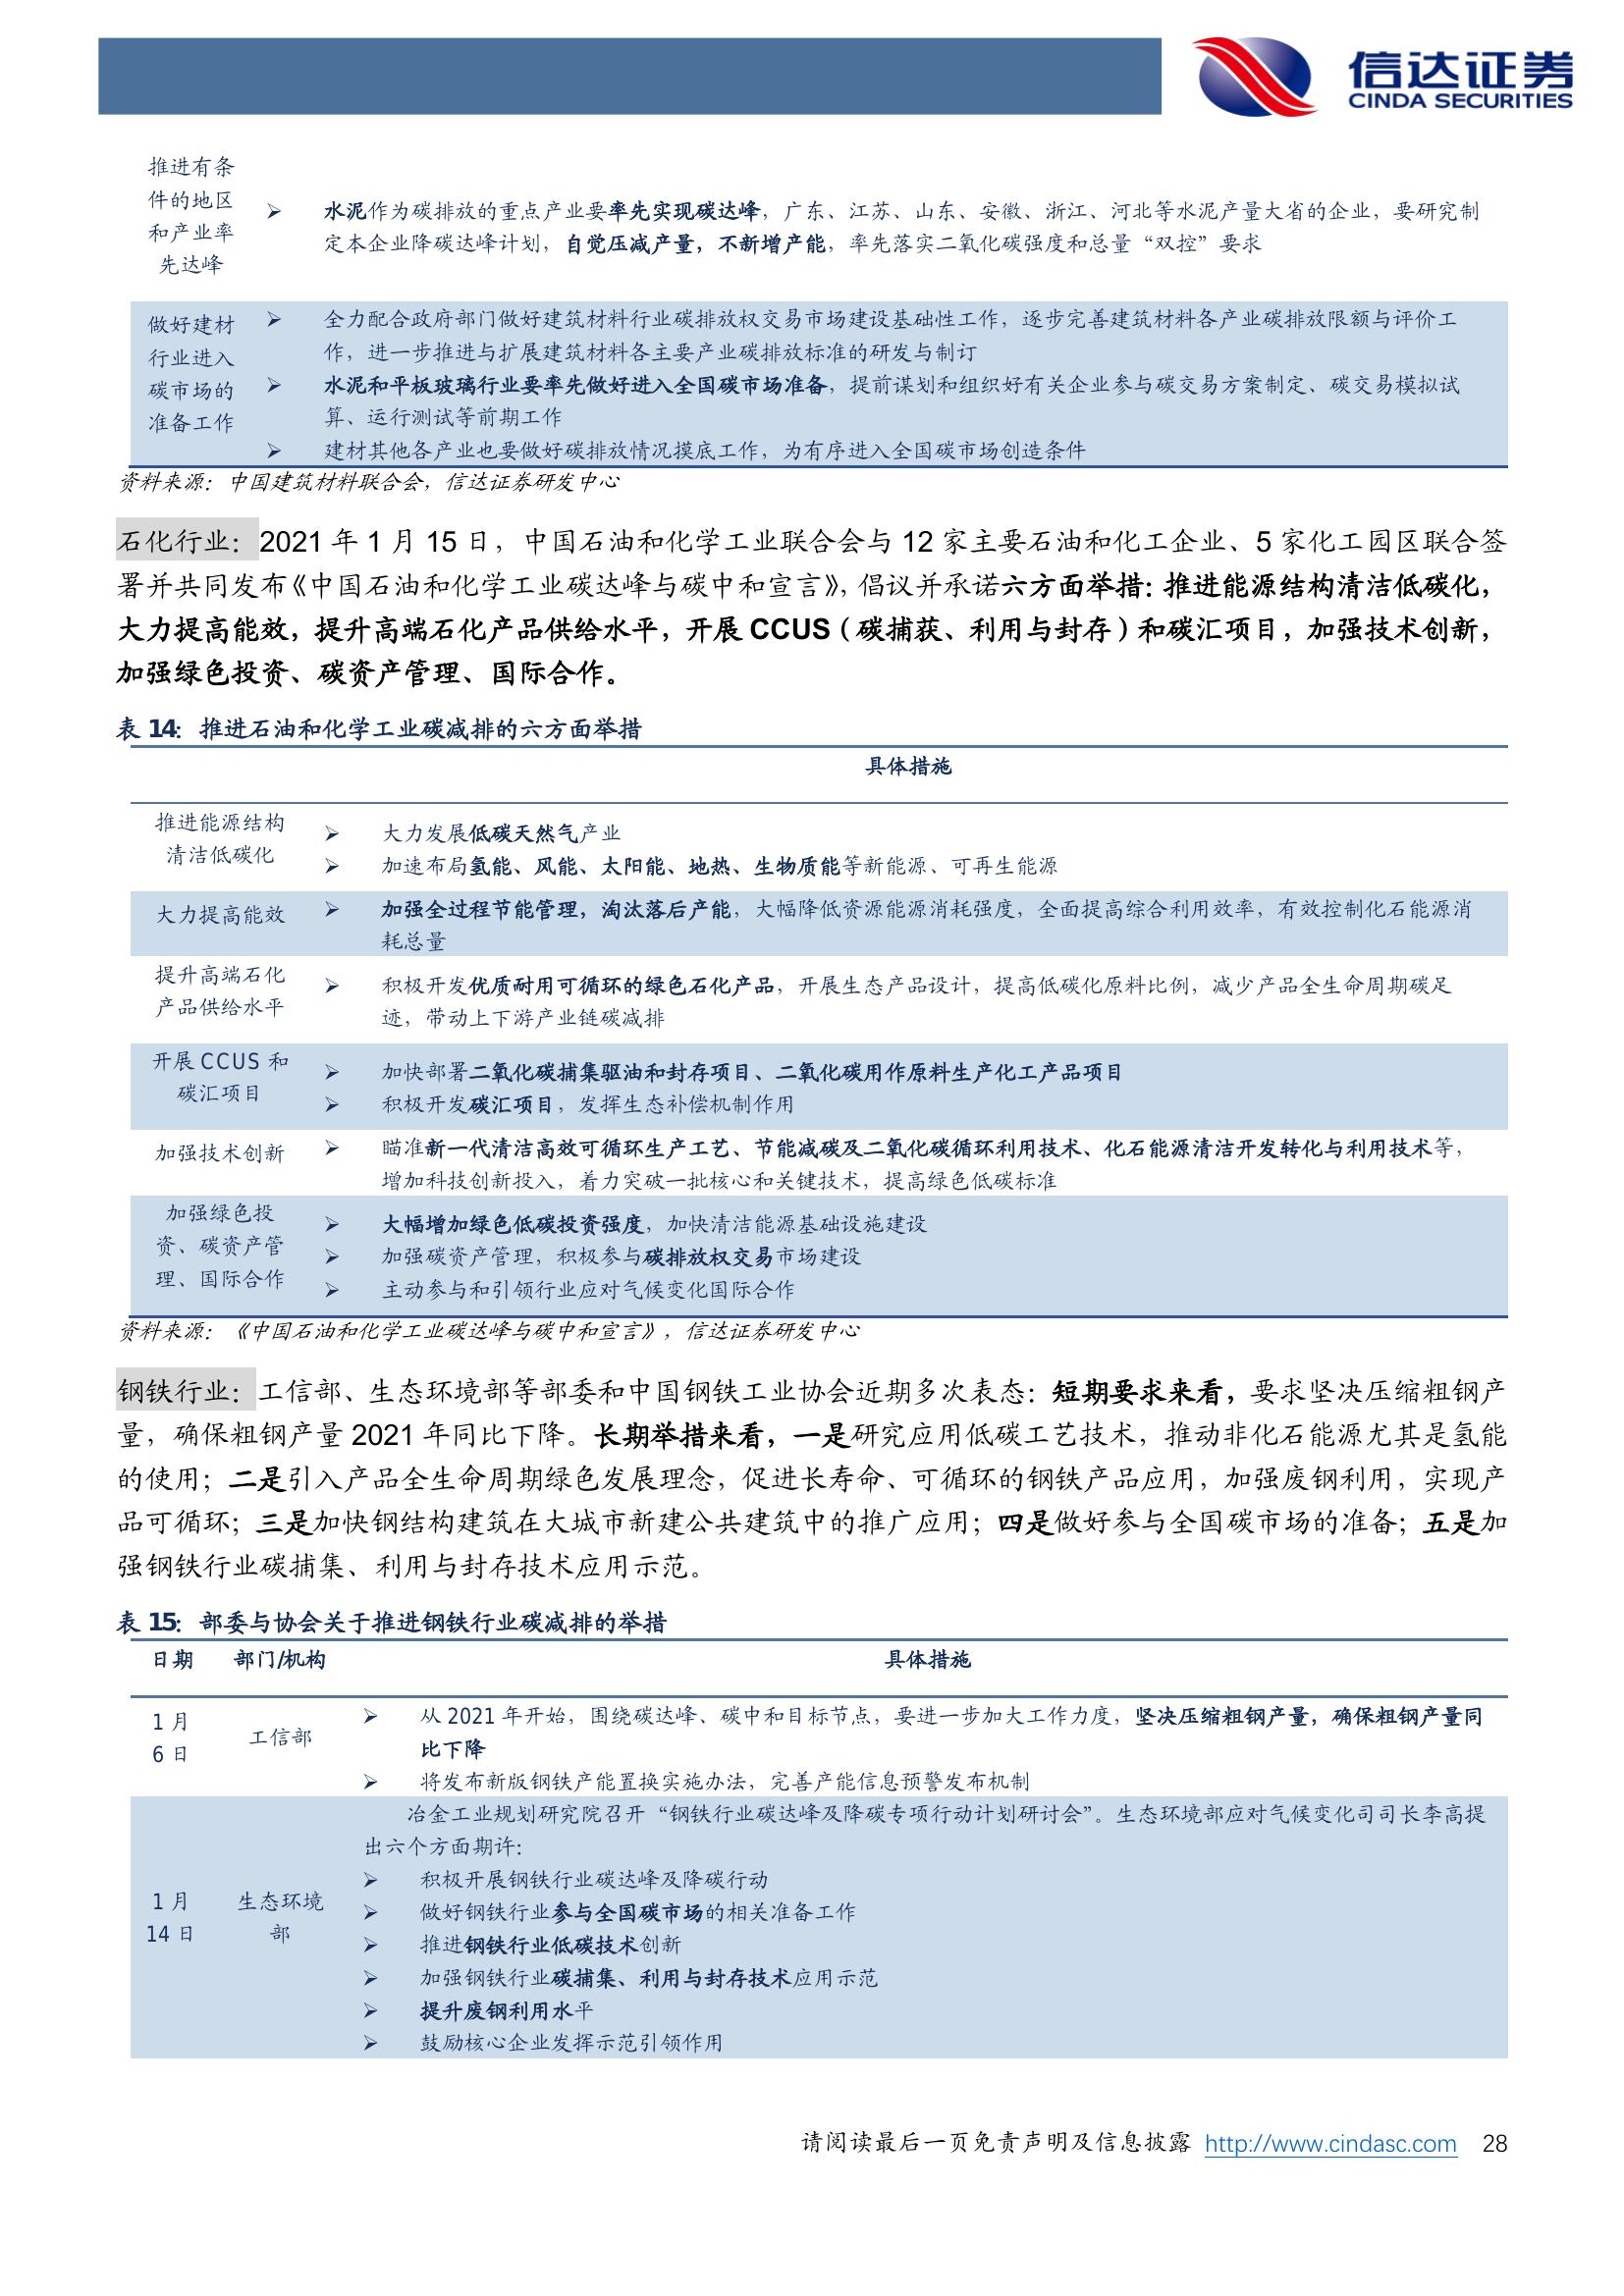 信达证券
CINDA SECURITIES
推进有条
件的地区
和产业率
先达峰
➢ 水泥作为碳排放的重点产业要率先实现碳达峰，广东、江苏、山东、安徽、浙江、河北等水泥产量大省的企业，要研究制
定本企业降碳达峰计划，自觉压减产量，不新增产能，率先落实二氧化碳强度和总量“双控”要求
做好建材
行业进入
碳市场的
准备工作
➢ 全力配合政府部门做好建筑材料行业碳排放权交易市场建设基础性工作，逐步完善建筑材料各产业碳排放限额与评价工
作，进一步推进与扩展建筑材料各主要产业碳排放标准的研发与制订
➢ 水泥和平板玻璃行业要率先做好进入全国碳市场准备，提前谋划和组织好有关企业参与碳交易方案制定、碳交易模拟试
算、运行测试等前期工作
➢ 建材其他各产业也要做好碳排放情况摸底工作，为有序进入全国碳市场创造条件
资料来源：中国建筑材料联合会，信达证券研发中心
石化行业：2021 年 1 月 15 日，中国石油和化学工业联合会与 12 家主要石油和化工企业、5 家化工园区联合签
署并共同发布《中国石油和化学工业碳达峰与碳中和宣言》，倡议并承诺六方面举措：推进能源结构清洁低碳化，
大力提高能效，提升高端石化产品供给水平，开展 CCUS（碳捕获、利用与封存）和碳汇项目，加强技术创新，
加强绿色投资、碳资产管理、国际合作。
表 14：推进石油和化学工业碳减排的六方面举措
具体措施
推进能源结构
清洁低碳化
➢ 大力发展低碳天然气产业
➢ 加速布局氢能、风能、太阳能、地热、生物质能等新能源、可再生能源
大力提高能效
➢ 加强全过程节能管理，淘汰落后产能，大幅降低资源能源消耗强度，全面提高综合利用效率，有效控制化石能源消
耗总量
提升高端石化
产品供给水平
➢ 积极开发优质耐用可循环的绿色石化产品，开展生态产品设计，提高低碳化原料比例，减少产品全生命周期碳足
迹，带动上下游产业链碳减排
开展 CCUS 和
碳汇项目
➢ 加快部署二氧化碳捕集驱油和封存项目、二氧化碳用作原料生产化工产品项目
➢ 积极开发碳汇项目，发挥生态补偿机制作用
加强技术创新
➢ 瞄准新一代清洁高效可循环生产工艺、节能减碳及二氧化碳循环利用技术、化石能源清洁开发转化与利用技术等，
增加科技创新投入，着力突破一批核心和关键技术，提高绿色低碳标准
加强绿色投
资、碳资产管
理、国际合作
➢ 大幅增加绿色低碳投资强度，加快清洁能源基础设施建设
➢ 加强碳资产管理，积极参与碳排放权交易市场建设
➢ 主动参与和引领行业应对气候变化国际合作
资料来源：《中国石油和化学工业碳达峰与碳中和宣言》，信达证券研发中心
钢铁行业：工信部、生态环境部等部委和中国钢铁工业协会近期多次表态：短期要求来看，要求坚决压缩粗钢产
量，确保粗钢产量 2021 年同比下降。长期举措来看，一是研究应用低碳工艺技术，推动非化石能源尤其是氢能
的使用；二是引入产品全生命周期绿色发展理念，促进长寿命、可循环的钢铁产品应用，加强废钢利用，实现产
品可循环；三是加快钢结构建筑在大城市新建公共建筑中的推广应用；四是做好参与全国碳市场的准备；五是加
强钢铁行业碳捕集、利用与封存技术应用示范。
表 15：部委与协会关于推进钢铁行业碳减排的举措
日期 部门/机构 具体措施
1 月
6 日
工信部
➢ 从 2021 年开始，围绕碳达峰、碳中和目标节点，要进一步加大工作力度，坚决压缩粗钢产量，确保粗钢产量同
比下降
➢ 将发布新版钢铁产能置换实施办法，完善产能信息预警发布机制
1 月
14 日
生态环境
部
冶金工业规划研究院召开“钢铁行业碳达峰及降碳专项行动计划研讨会”。生态环境部应对气候变化司司长李高提
出六个方面期许：
➢ 积极开展钢铁行业碳达峰及降碳行动
➢ 做好钢铁行业参与全国碳市场的相关准备工作
➢ 推进钢铁行业低碳技术创新
➢ 加强钢铁行业碳捕集、利用与封存技术应用示范
➢ 提升废钢利用水平
➢ 鼓励核心企业发挥示范引领作用
请阅读最后一页免责声明及信息披露 http://www.cindasc.com 28